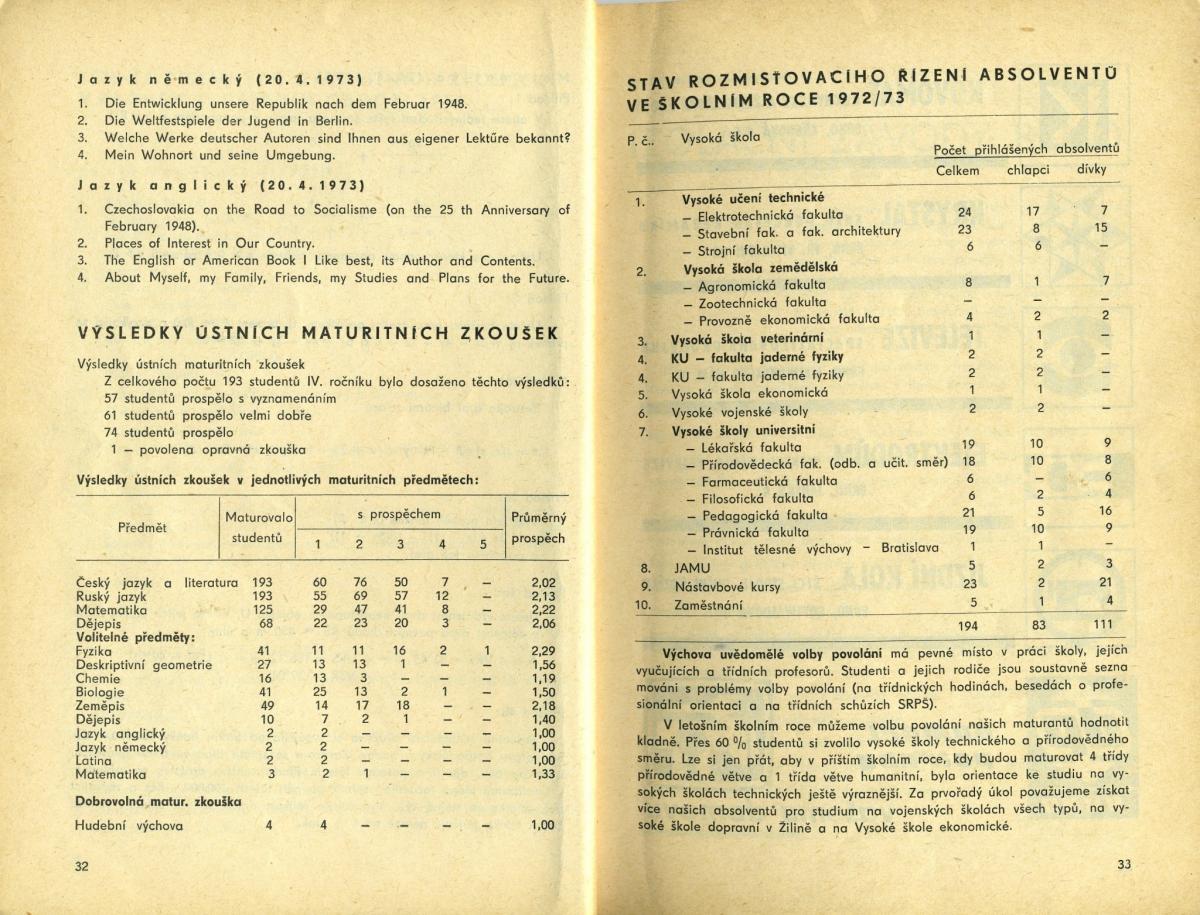 Jazyk německý (20. 4. 1973)
1. Die Entwicklung unsere Republik nach dem Februar 1948.
2. Die Weltfestspiele der Jugend in Berlin.
3. Welche Werke deutscher Autoren sind Ihnen aus eigener Lektűre bekannt?
4. Mein Wohnort und seine Umgebung.
Jazyk anglický (20. 4. 1973)
1. Czechoslovakia on the Road to Socialisme (on the 25 th Anniversary of
February 1948).
2. Places of Interest in Our Country.
3. The English or American Book I Like best, its Author and Contents.
4. About Myself, my Family, Friends, my Studies and Plans for the Future.
VÝSLEDKY ÚSTNÍCH MATURITNÍCH ZKOUŠEK
Výsledky ústních maturitních zkoušek
Z celkového počtu 193 studentů IV. ročníku bylo dosaženo těchto výsledků:
57 studentů prospělo s vyznamenáním
61 studentů prospělo velmi dobře
74 studentů prospělo
1 – povolena opravná zkouška
Výsledky ústních zkoušek v jednotlivých maturitních předmětech:
Předmět Maturovalo studentů s prospěchem Průměrný prospěch
1 2 3 4 5
Český jazyk a literatura 193 60 76 50 7 – 2,02
Ruský jazyk 193 55 69 57 12 – 2,13
Matematika 125 29 47 41 8 – 2,22
Dějepis 68 22 23 20 3 – 2,06
Volitelné předměty:
Fyzika 41 11 11 16 2 1 2,29
Deskriptivní geometrie 27 13 13 1 – – 1,56
Chemie 16 13 3 – – – 1,19
Biologie 41 25 13 2 1 – 1,50
Zeměpis 49 14 17 18 – – 2,18
Dějepis 10 7 2 1 – – 1,40
Jazyk anglický 2 2 – – – – 1,00
Jazyk německý 2 2 – – – – 1,00
Latina 2 2 – – – – 1,00
Matematika 3 2 1 – – – 1,33
Dobrovolná matur. zkouška
Hudební výchova 4 4 – – – – 1,00
32
STAV ROZMISŤOVACÍHO ŘÍZENÍ ABSOLVENTŮ
VE ŠKOLNÍM ROCE 1972/73
P. č.. Vysoká škola Počet přihlášených absolventů
Celkem chlapci dívky
1. Vysoké učení technické
– Elektrotechnická fakulta 24 17 7
– Stavební fak. a fak. architektury 23 8 15
– Strojní fakulta 6 6 –
2. Vysoká škola zemědělská
– Agronomická fakulta 8 1 7
– Zootechnická fakulta – – –
– Provozně ekonomická fakulta 4 2 2
3. Vysoká škola veterinární 1 1 –
4. KU – fakulta jaderné fyziky 2 2 –
4. KU – fakulta jaderné fyziky 2 2 –
5. Vysoká škola ekonomická 1 1 –
6. Vysoké vojenské školy 2 2 –
7. Vysoké školy universitní
– Lékařská fakulta 19 10 9
– Přírodovědecká fak. (odb. a učit. směr) 18 10 8
– Farmaceutická fakulta 6 – 6
– Filosofická fakulta 6 2 4
– Pedagogická fakulta 21 5 16
– Právnická fakulta 19 10 9
– Institut tělesné výchovy – Bratislava 1 1 –
8. JAMU 5 2 3
9. Nástavbové kursy 23 2 21
10. Zaměstnání 5 1 4
194 83 111
Výchova uvědomělé volby povolání má pevné místo v práci školy, jejích
vyučujících a třídních profesorů. Studenti a jejich rodiče jsou soustavně sezna
mováni s problémy volby povolání (na třídnických hodinách, besedách o profe-
sionální orientaci a na třídních schůzích SRPŠ).
V letošním školním roce můžeme volbu povolání našich maturantů hodnotit
kladně. Přes 60 % studentů si zvolilo vysoké školy technického a přírodovědného
směru. Lze si jen přát, aby v příštím školním roce, kdy budou maturovat 4 třídy
přírodovědné větve a 1 třída větve humanitní, byla orientace ke studiu na vy-
sokých školách technických ještě výraznější. Za prvořadý úkol považujeme získat
více našich absolventů pro studium na vojenských školách všech typů, na vy-
soké škole dopravní v Žilině a na Vysoké škole ekonomické.
33